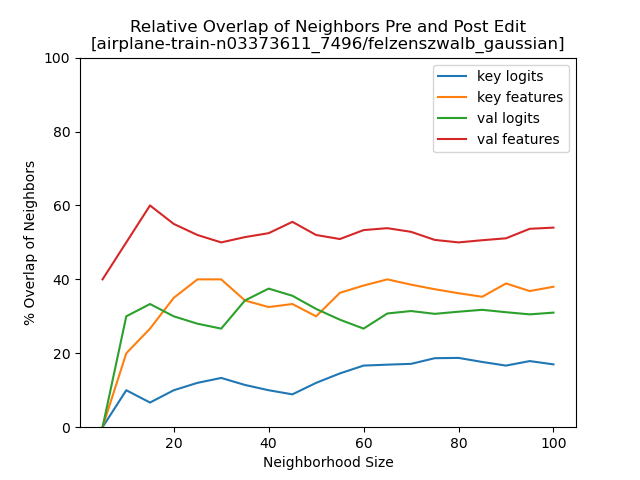 Relative Overlap of Neighbors Pre and Post Edit
[airplane-train-n03373611_7496/felzenszwalb_gaussian]
key logits
key features
val logits
val features
% Overlap of Neighbors
100
80
60
40
20
0
20 40 60 80 100
Neighborhood Size